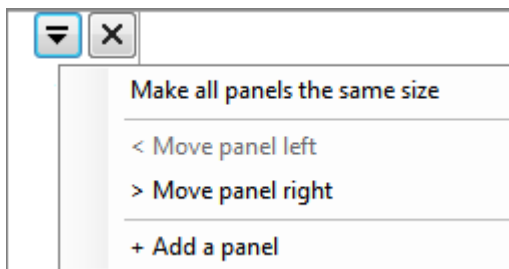 Make all panels the same size
< Move panel left
> Move panel right
+ Add a panel